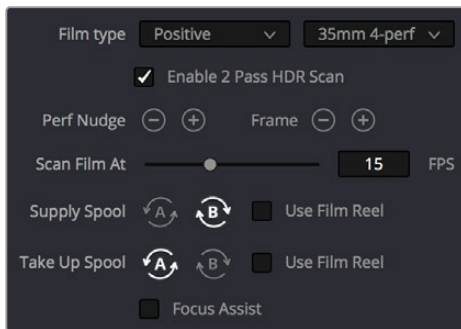 Film type Positive 35mm 4-perf
Enable 2 Pass HDR Scan
Perf Nudge Frame
Scan Film At 15 FPS
Supply Spool A B Use Film Reel
Take Up Spool A B Use Film Reel
Focus Assist